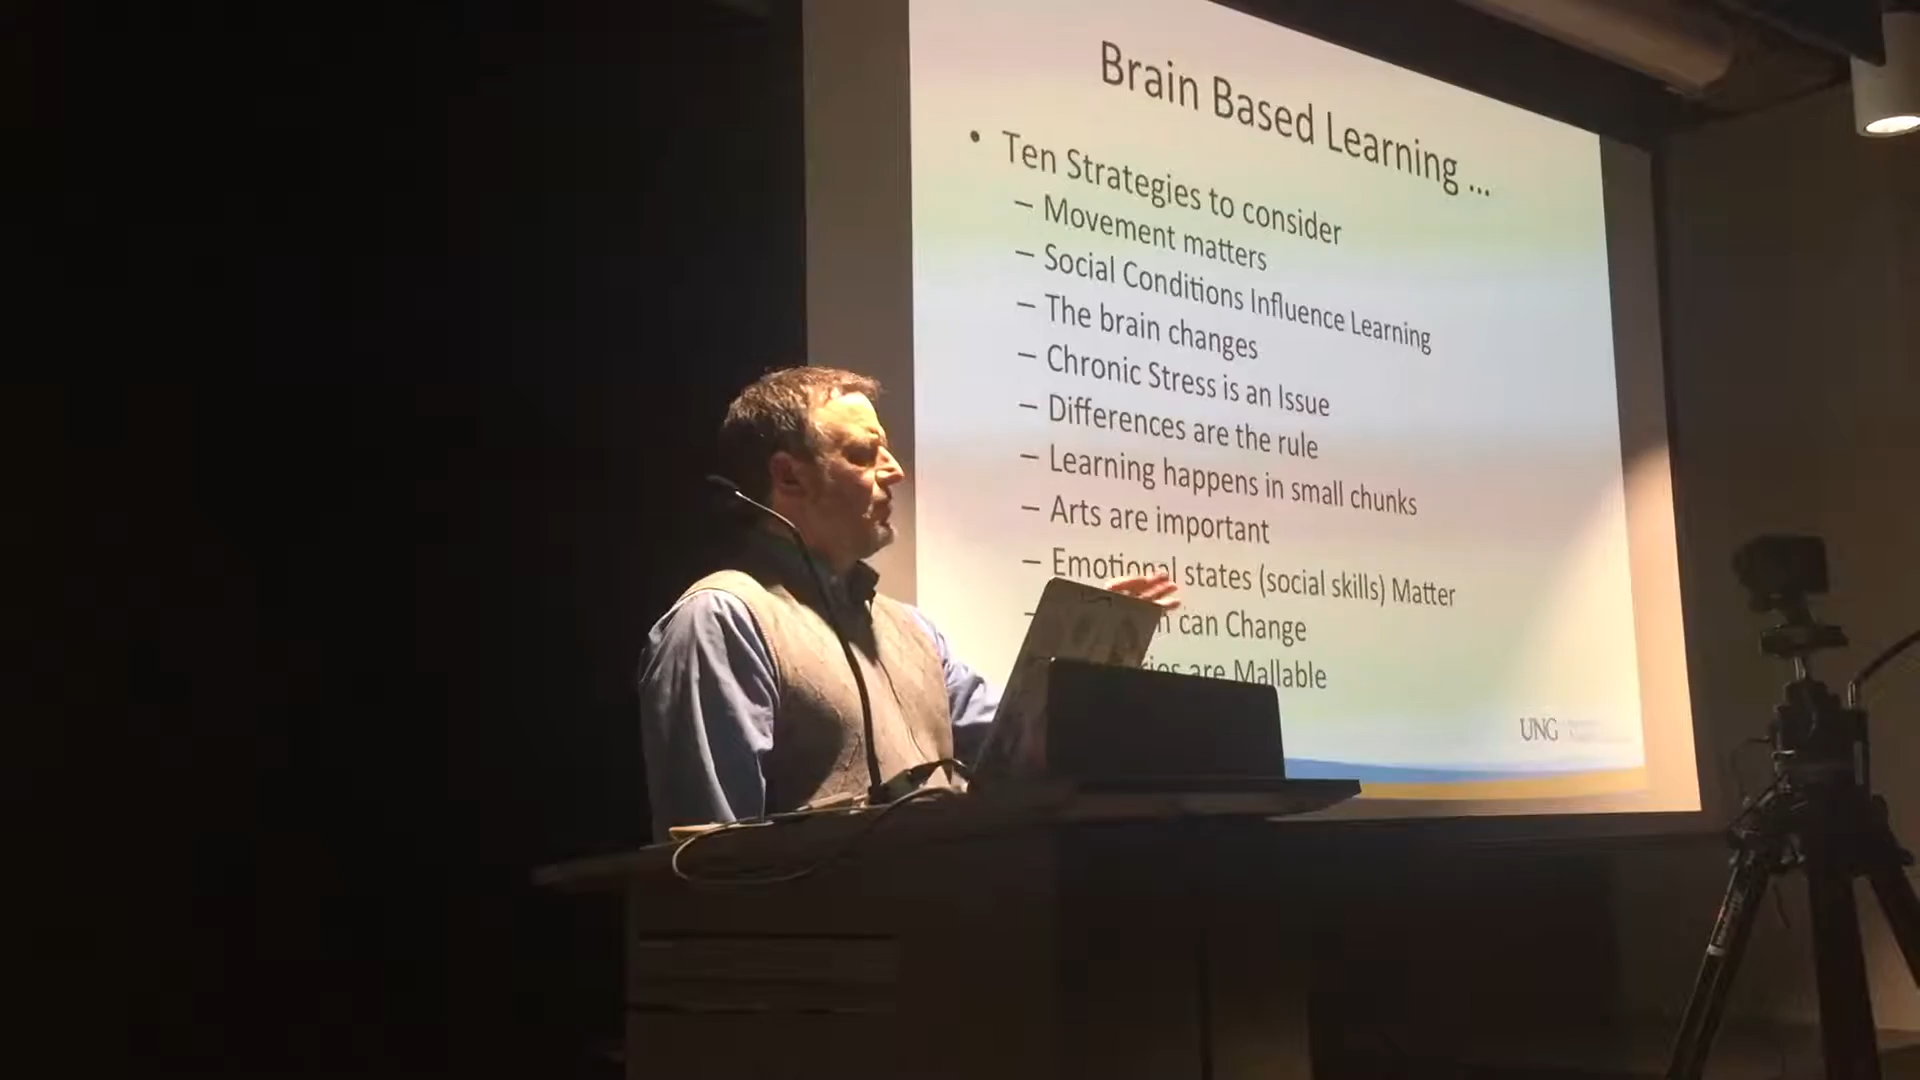 Brain Based Learning ...
• Ten Strategies to consider
– Movement matters
– Social Conditions Influence Learning
– The brain changes
– Chronic Stress is an Issue
– Differences are the rule
– Learning happens in small chunks
– Arts are important
– Emotional states (social skills) Matter
can Change
are Mallable
UNG